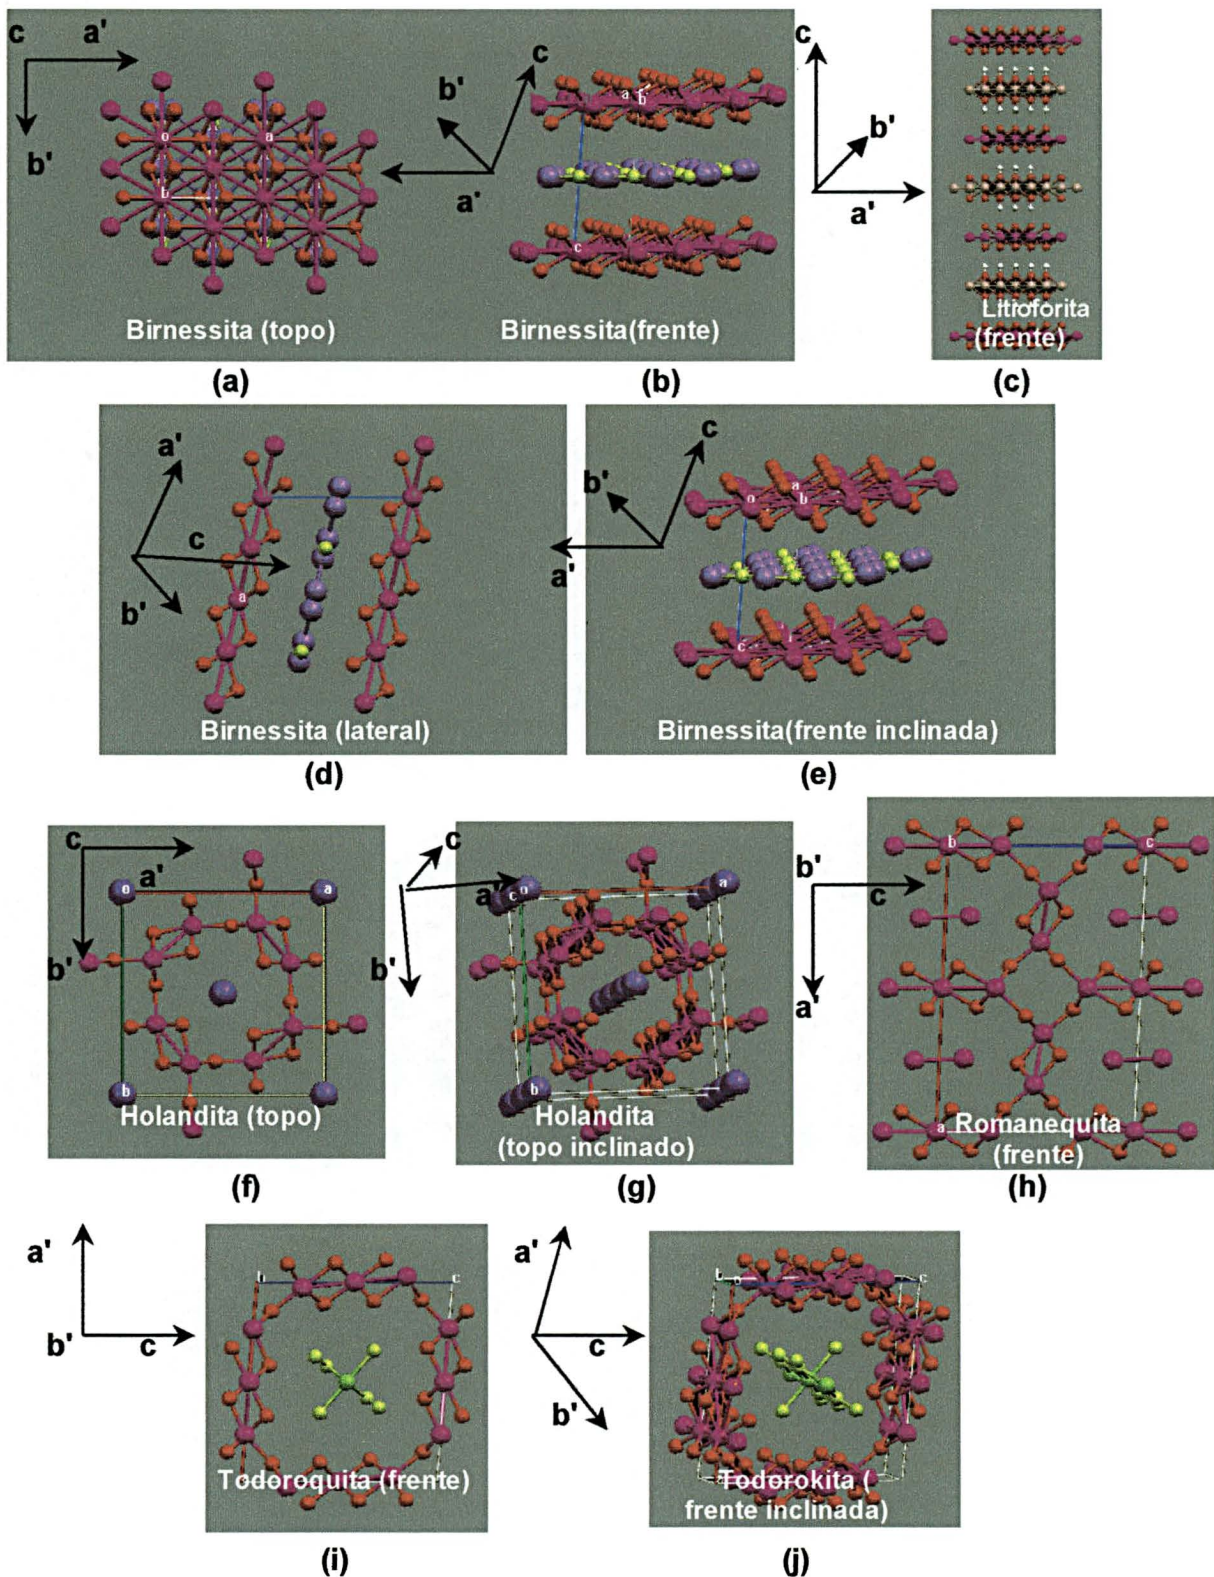 c
a'
b'
o
a
b
Birnessita (topo)
(a)
c
b'
a'
a
b
c
Birnessita(frente)
(b)
c
b'
a'
Litioforita
(frente)
(c)
a'
c
b'
a
Birnessita (lateral)
(d)
c
b'
a'
a
o
b
c
Birnessita(frente inclinada)
(e)
c
a'
b'
o
a
b
Holandita (topo)
(f)
c
a'
b'
c
o
a
b
Holandita
(topo inclinado)
(g)
b'
c
a'
b
c
a
Romanequita
(frente)
(h)
a'
b'
c
c
Todoroquita (frente)
(i)
a'
c
b'
o
c
Todorokita (
frente inclinada)
(j)